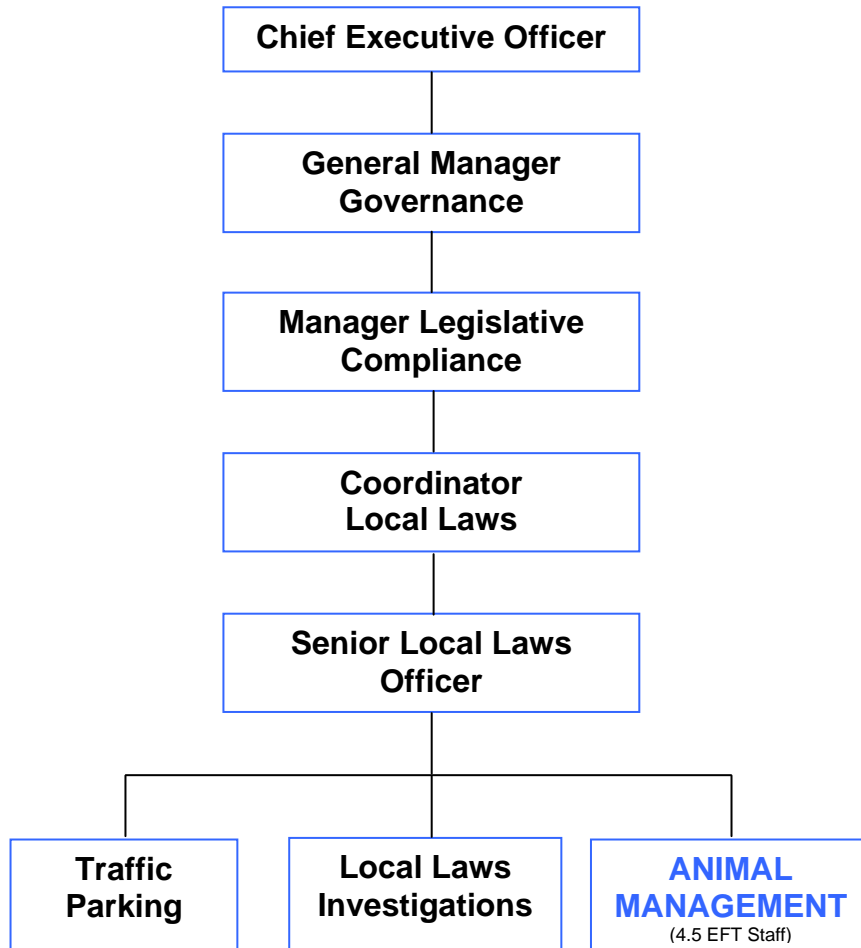 Chief Executive Officer
General Manager
Governance
Manager Legislative
Compliance
Coordinator
Local Laws
Senior Local Laws
Officer
Traffic
Parking
Local Laws
Investigations
ANIMAL
MANAGEMENT
(4.5 EFT Staff)